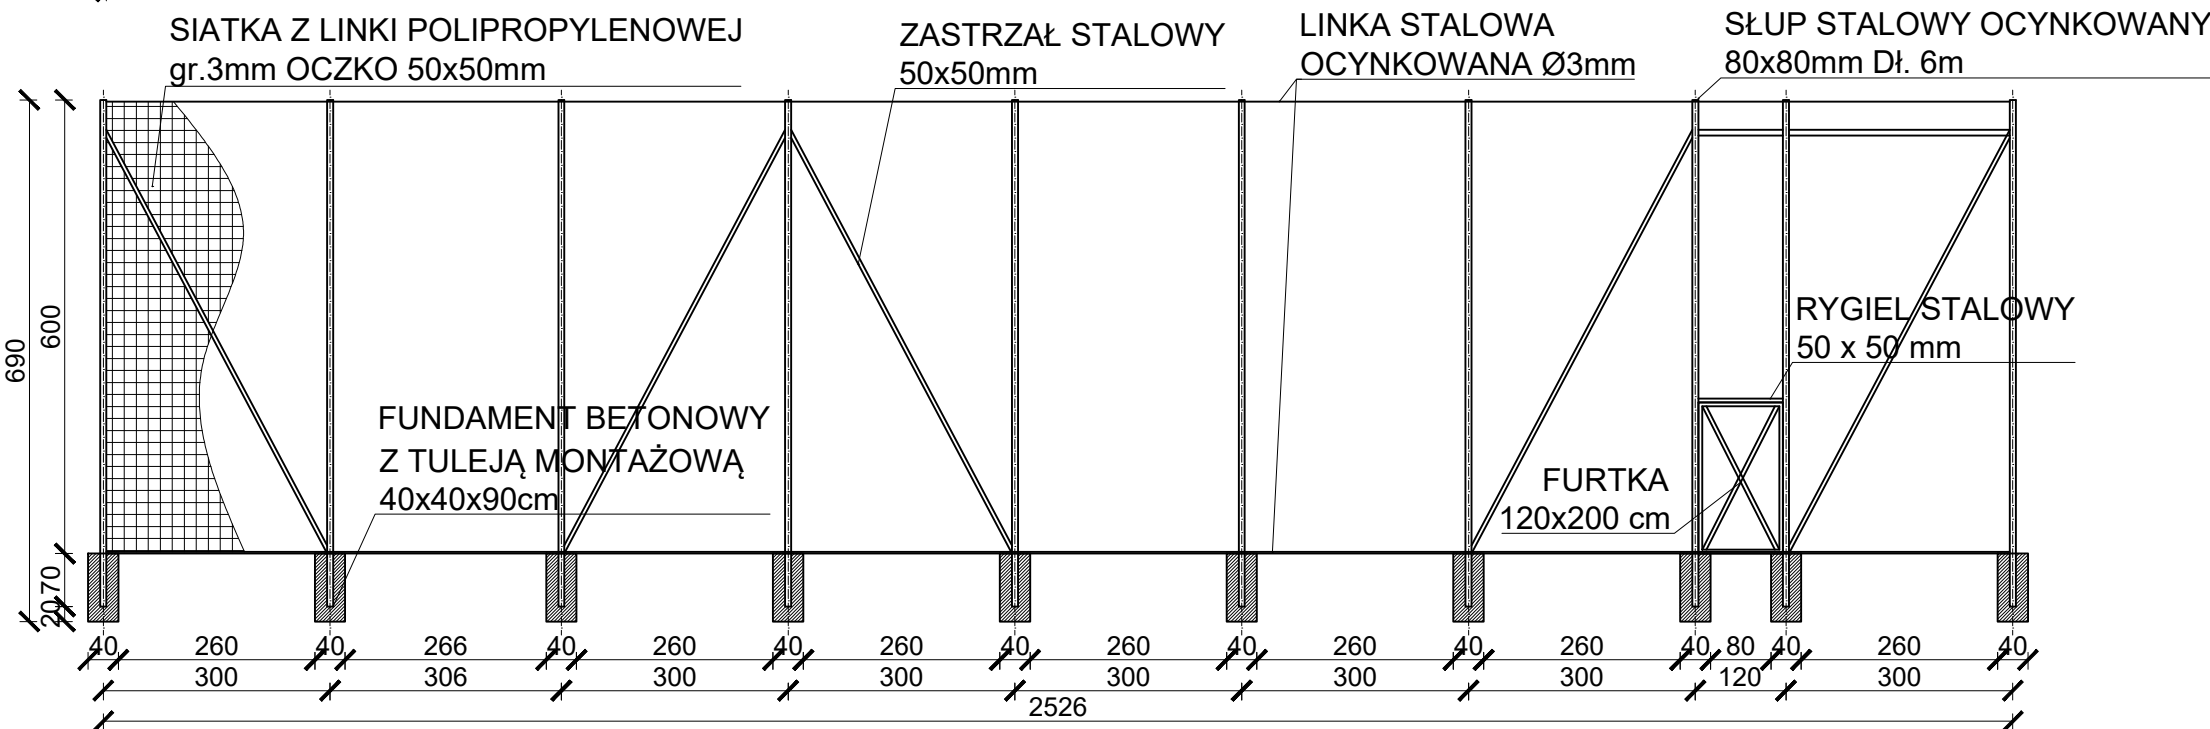 SIATKA Z LINKI POLIPROPYLENOWEJ
gr.3mm OCZKO 50x50mm
ZASTRZAŁ STALOWY
50x50mm
LINKA STALOWA
OCYNKOWANA Ø3mm
SŁUP STALOWY OCYNKOWANY
80x80mm Dł. 6m
RYGIEL STALOWY
50 x 50 mm
FUNDAMENT BETONOWY
Z TULEJĄ MONTAŻOWĄ
40x40x90cm
FURTKA
120x200 cm
690
600
70
20
40 260 40 266 40 260 40 260 40 260 40 260 40 260 40 80 40 260 40
300 306 300 300 300 300 300 120 300
2526